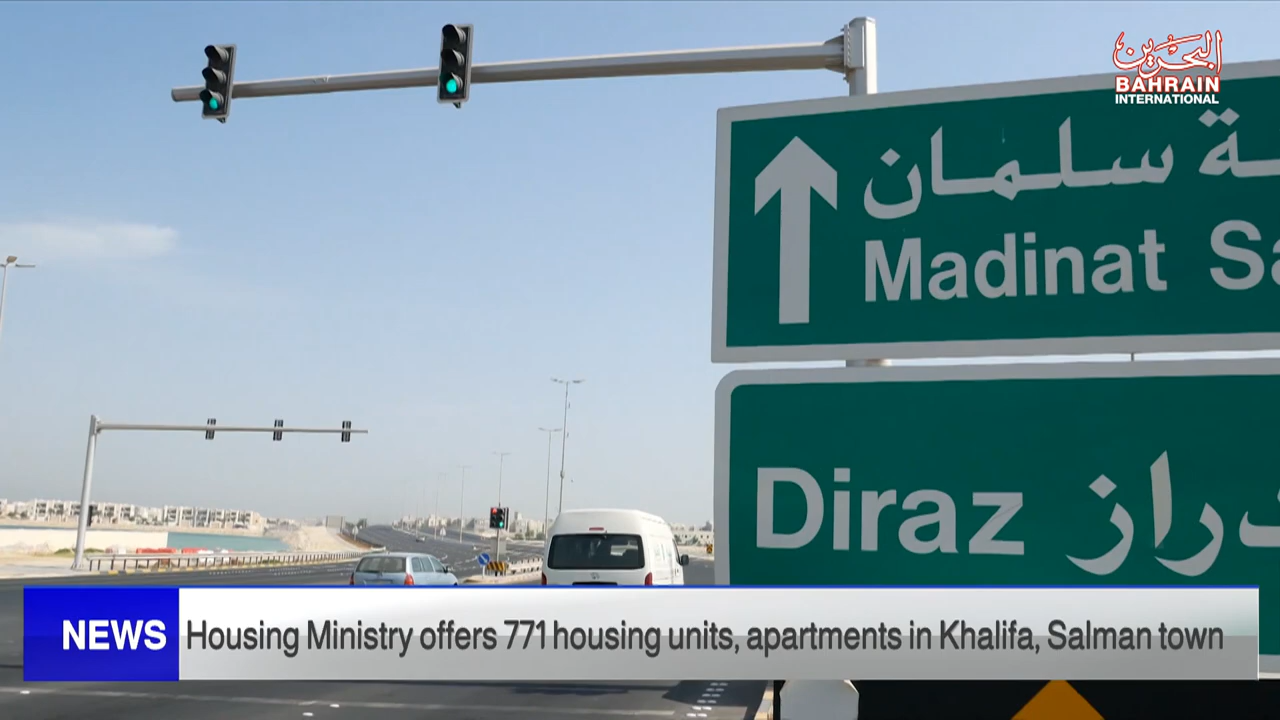 البحرين
BAHRAIN
INTERNATIONAL
سلمان
Madinat
Diraz
NEWS
Housing Ministry offers 771 housing units, apartments in Khalifa, Salman town